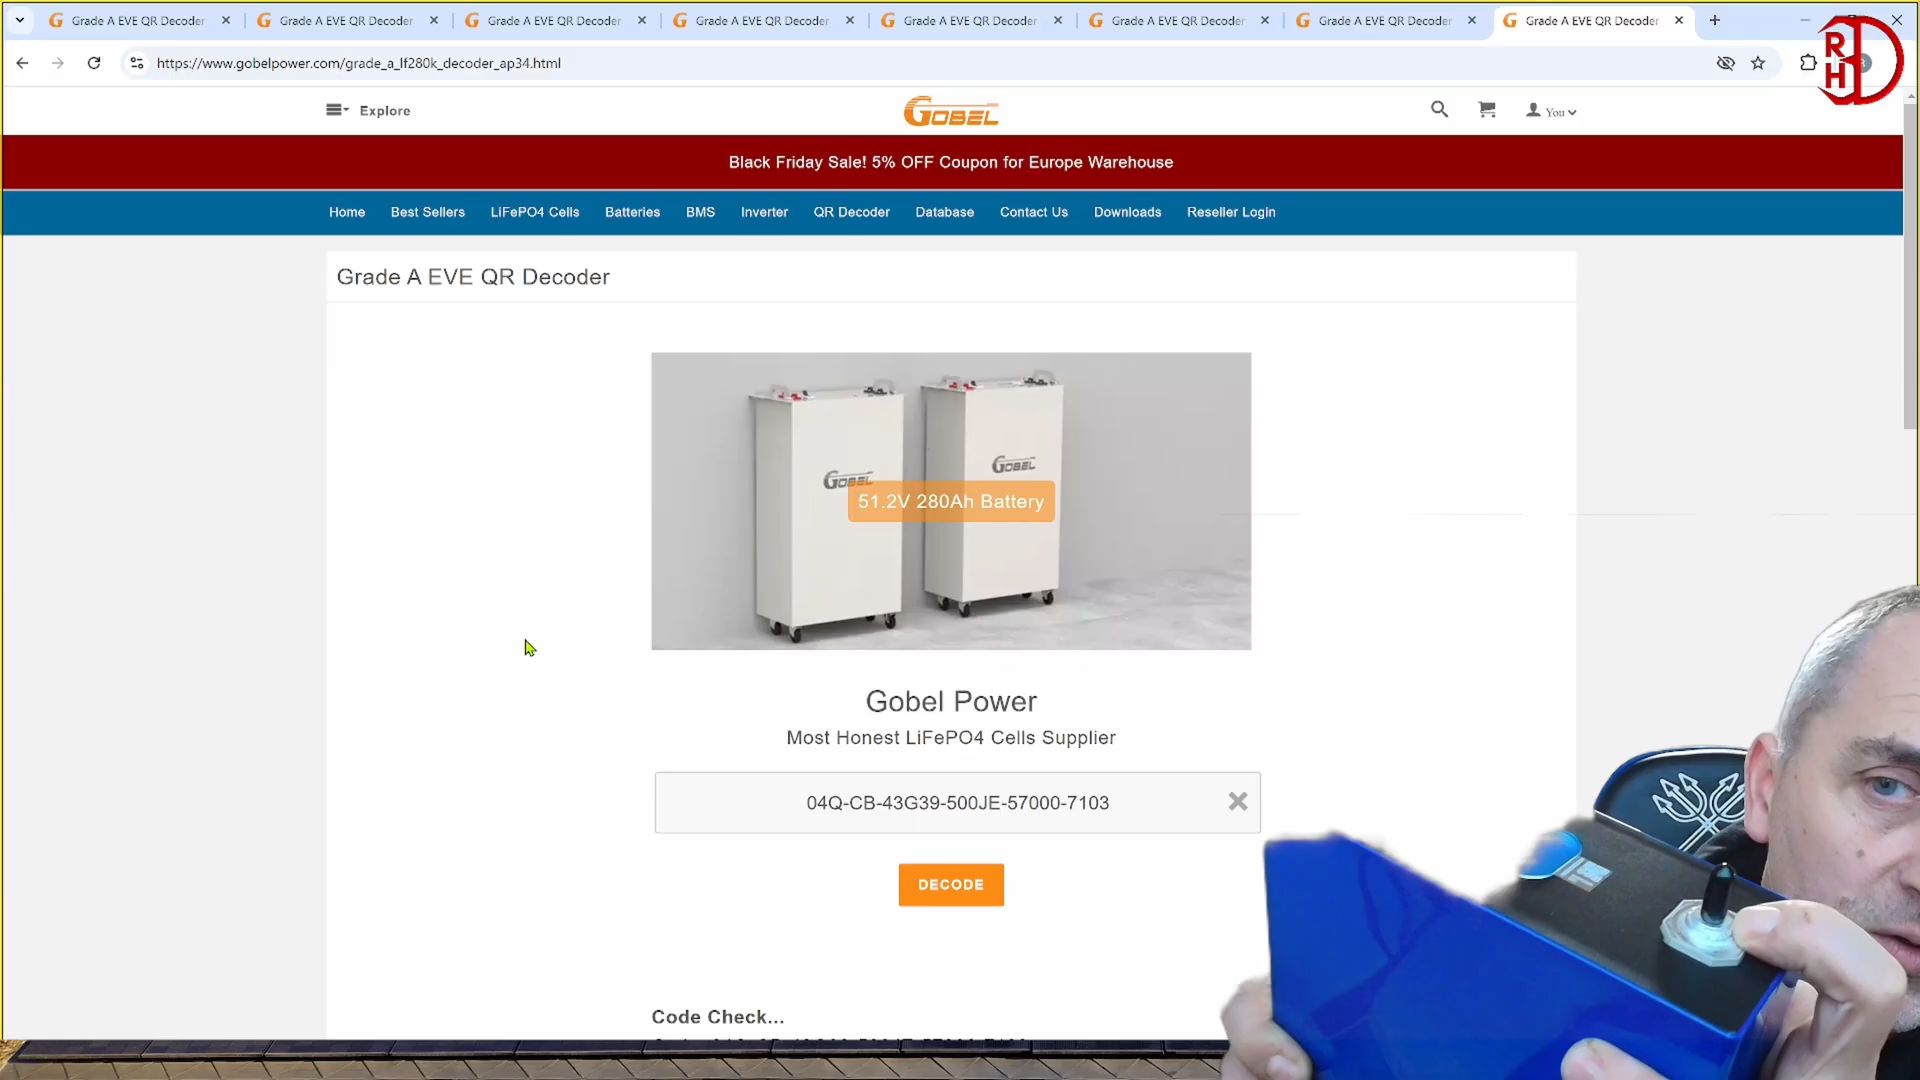 Grade A EVE QR Decoder
Grade A EVE QR Decoder
Grade A EVE QR Decoder
Grade A EVE QR Decoder
Grade A EVE QR Decoder
Grade A EVE QR Decoder
Grade A EVE QR Decoder
Grade A EVE QR Decoder
https://www.gobelpower.com/grade_a_lf280k_decoder_ap34.html
RHD
Explore
GOBEL
You
Black Friday Sale! 5% OFF Coupon for Europe Warehouse
Home Best Sellers LiFePO4 Cells Batteries BMS Inverter QR Decoder Database Contact Us Downloads Reseller Login
Grade A EVE QR Decoder
GOBEL
GOBEL
51.2V 280Ah Battery
Gobel Power
Most Honest LiFePO4 Cells Supplier
04Q-CB-43G39-500JE-57000-7103
DECODE
Code Check...